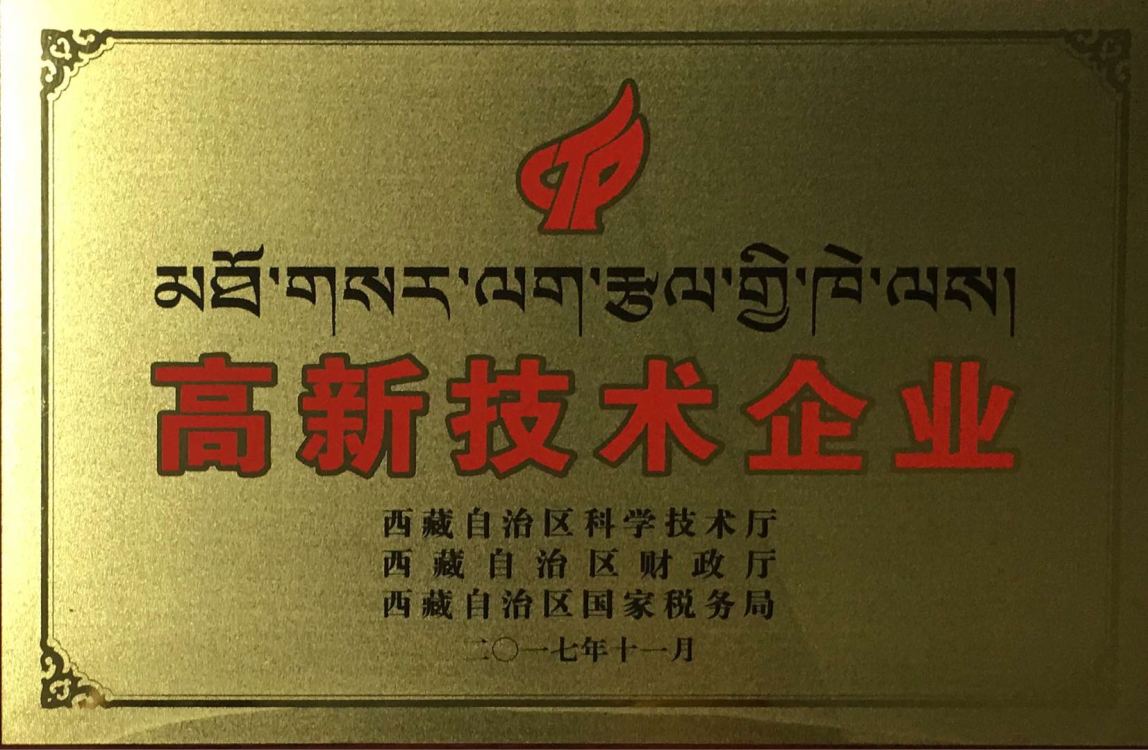 མཐོ་གསར་ལག་རྩལ་གྱི་ཁེ་ལས།
高新技术企业
西藏自治区科学技术厅
西藏自治区财政厅
西藏自治区国家税务局
二〇一七年十一月